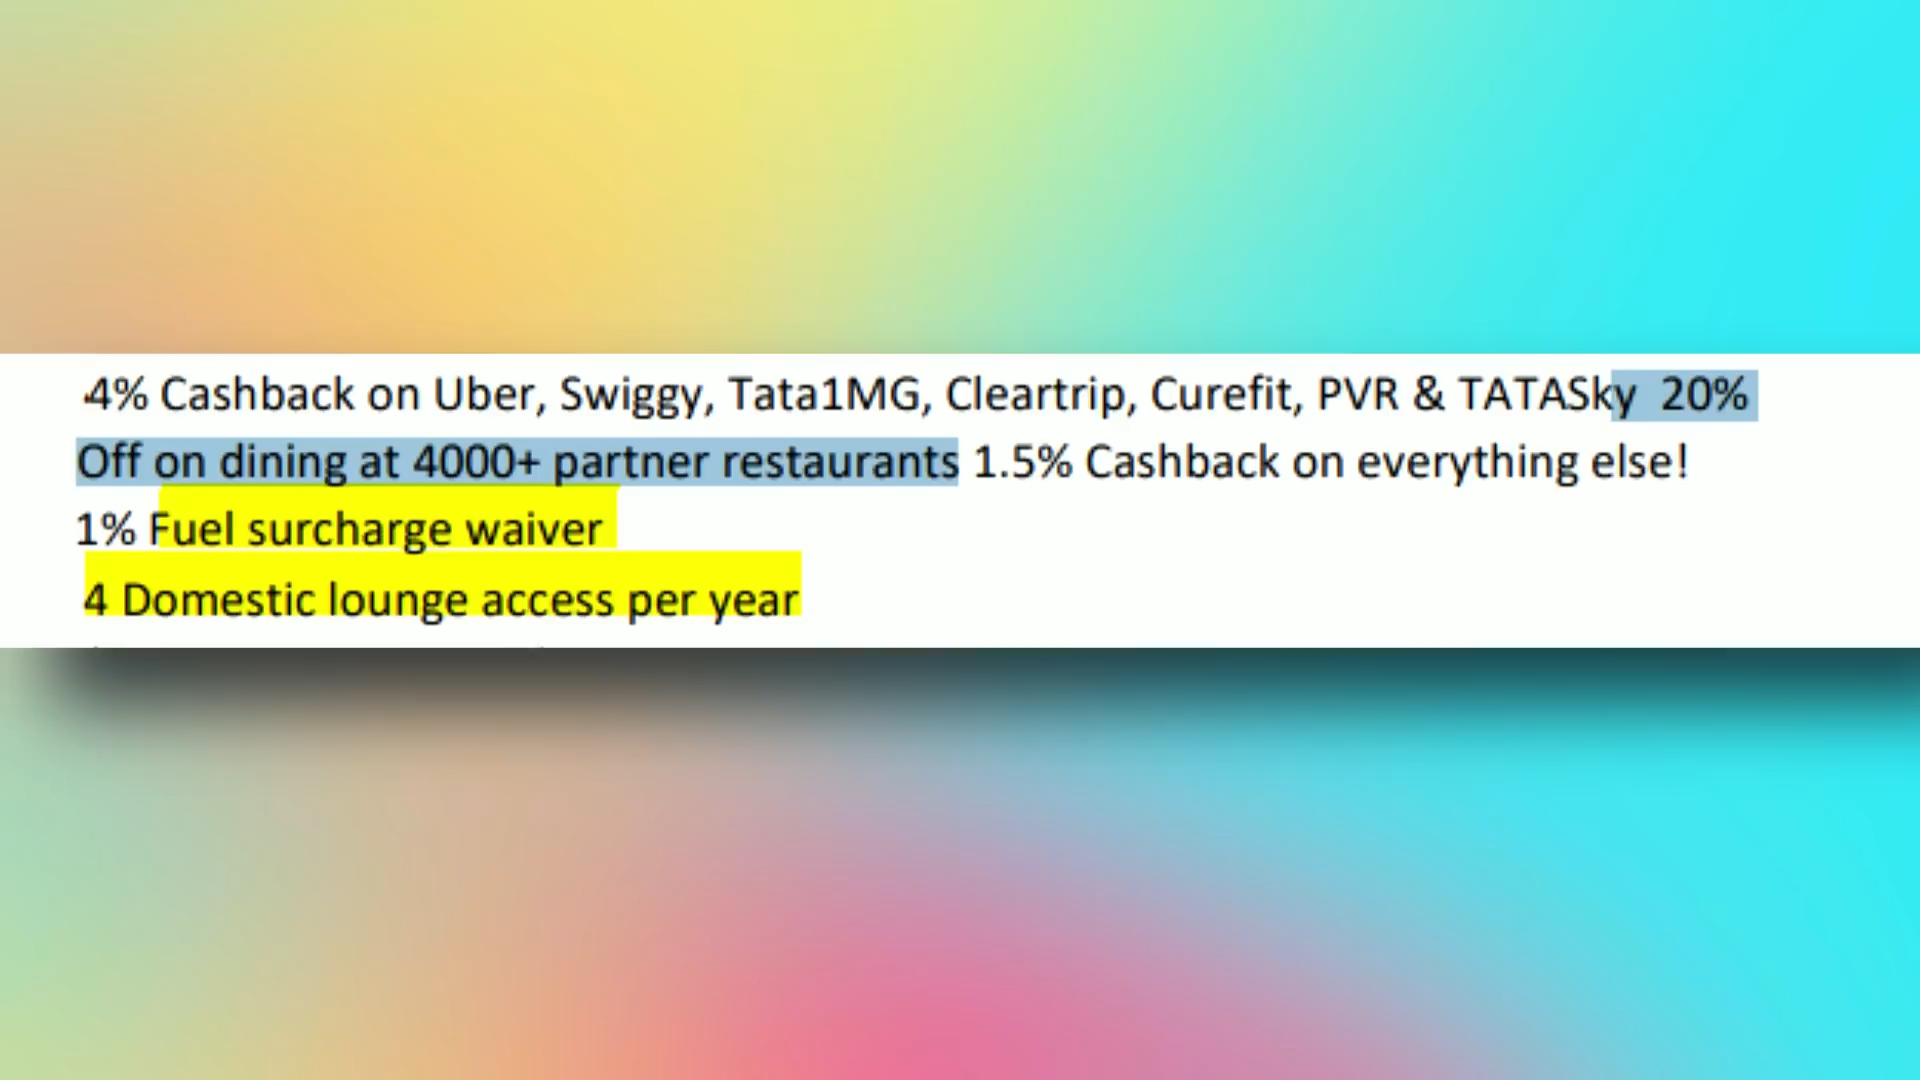 4% Cashback on Uber, Swiggy, Tata1MG, Cleartrip, Curefit, PVR & TATASky  20%
Off on dining at 4000+ partner restaurants 1.5% Cashback on everything else!
1% Fuel surcharge waiver
4 Domestic lounge access per year